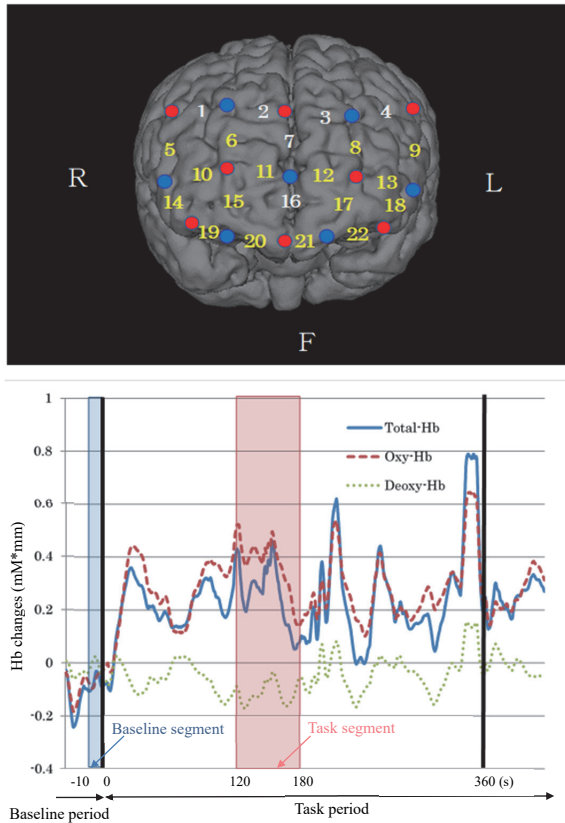 1 2 3 4
5 6 7 8 9
10 11 12 13
14 15 16 17 18
19 20 21 22
R
L
F
1
0.8
0.6
0.4
0.2
0
-0.2
-0.4
Hb changes (mM*mm)
Total-Hb
Oxy-Hb
Deoxy-Hb
Baseline segment
Task segment
-10 0 120 180 360 (s)
Baseline period
Task period